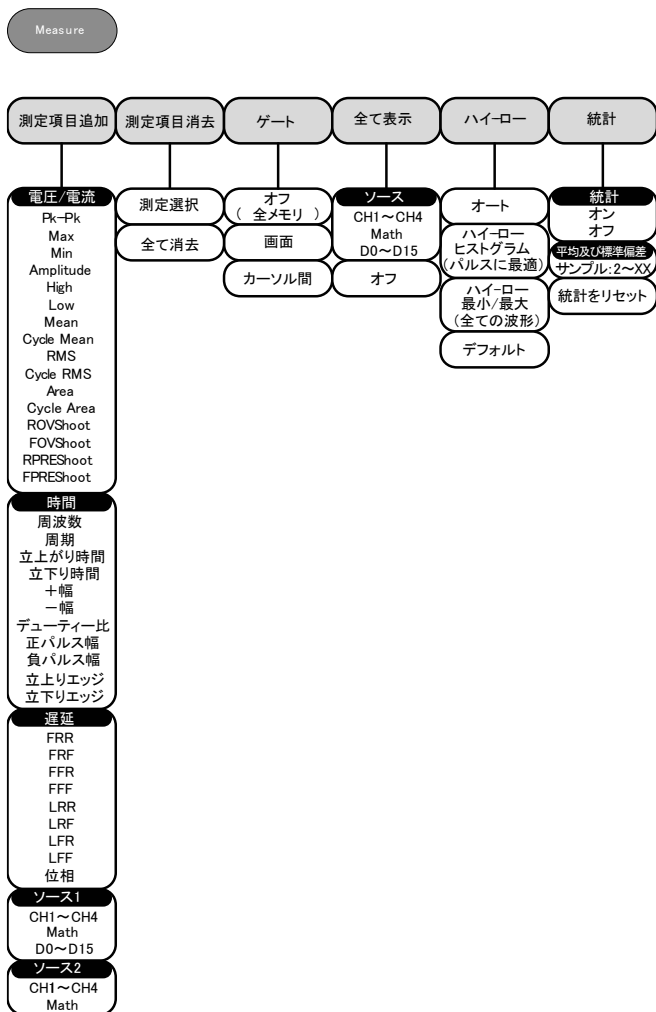 Measure
測定項目追加
測定項目消去
ゲート
全て表示
ハイ-ロー
統計
電圧/電流
Pk-Pk
Max
Min
Amplitude
High
Low
Mean
Cycle Mean
RMS
Cycle RMS
Area
Cycle Area
ROVShoot
FOVShoot
RPREShoot
FPREShoot
時間
周波数
周期
立上がり時間
立下り時間
+幅
-幅
デューティー比
正パルス幅
負パルス幅
立上りエッジ
立下りエッジ
遅延
FRR
FRF
FFR
FFF
LRR
LRF
LFR
LFF
位相
ソース1
CH1~CH4
Math
D0~D15
ソース2
CH1~CH4
Math
測定選択
全て消去
オフ
( 全メモリ )
画面
カーソル間
ソース
CH1~CH4
Math
D0~D15
オフ
オート
ハイ-ロー
ヒストグラム
(パルスに最適)
ハイ-ロー
最小/最大
(全ての波形)
デフォルト
統計
オン
オフ
平均及び標準偏差
サンプル:2~XX
統計をリセット